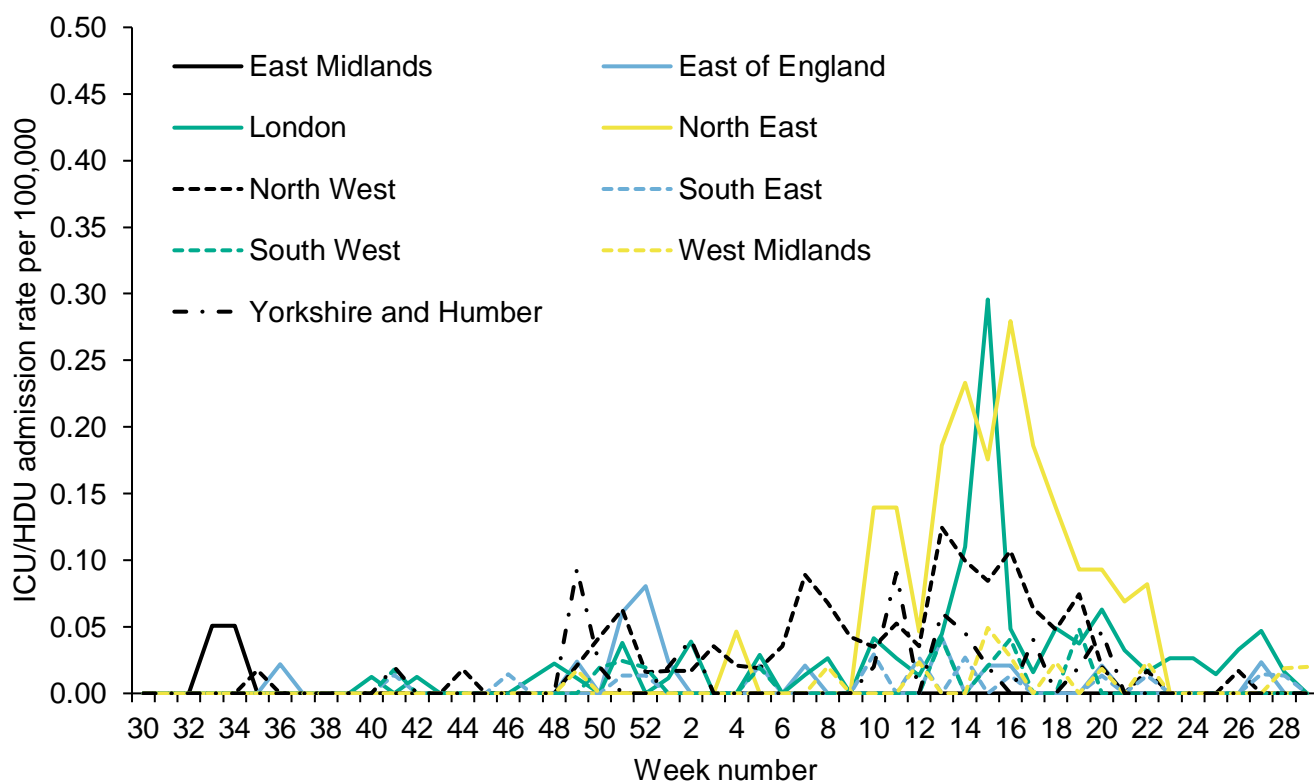 ICU/HDU admission rate per 100,000
0.50
0.45
0.40
0.35
0.30
0.25
0.20
0.15
0.10
0.05
0.00
East Midlands
East of England
London
North East
North West
South East
South West
West Midlands
Yorkshire and Humber
30 32 34 36 38 40 42 44 46 48 50 52 2 4 6 8 10 12 14 16 18 20 22 24 26 28
Week number